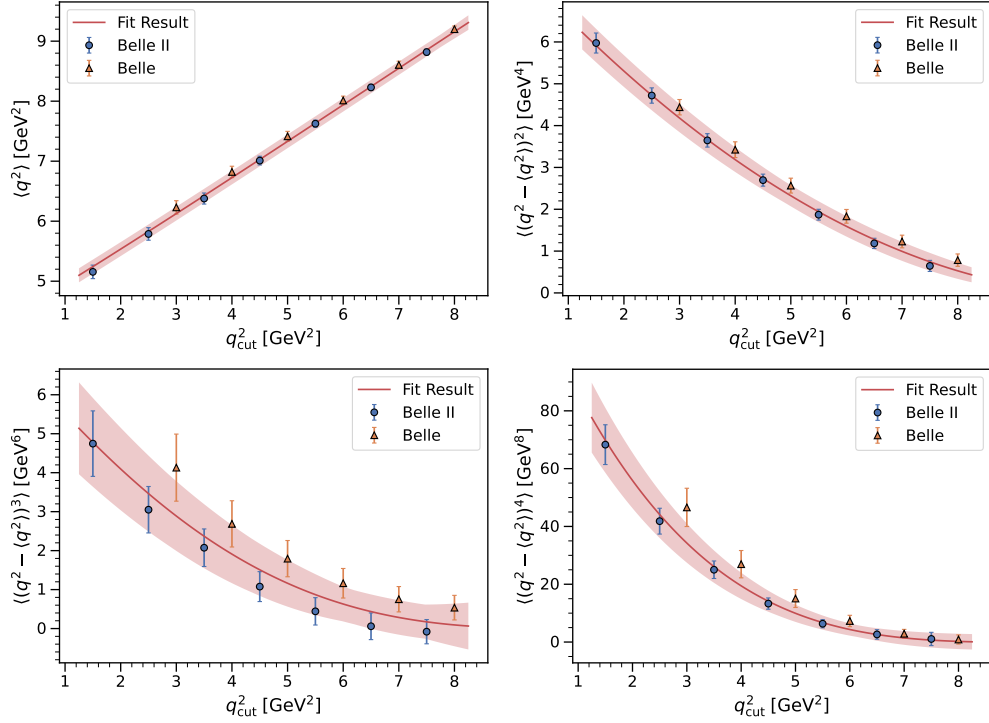 Fit Result
Belle II
Belle
9
8
7
6
5
⟨q²⟩ [GeV²]
1 2 3 4 5 6 7 8
q²_cut [GeV²]
Fit Result
Belle II
Belle
6
5
4
3
2
1
0
⟨(q² − ⟨q²⟩)²⟩ [GeV⁴]
1 2 3 4 5 6 7 8
q²_cut [GeV²]
Fit Result
Belle II
Belle
6
5
4
3
2
1
0
⟨(q² − ⟨q²⟩)³⟩ [GeV⁶]
1 2 3 4 5 6 7 8
q²_cut [GeV²]
Fit Result
Belle II
Belle
80
60
40
20
0
⟨(q² − ⟨q²⟩)⁴⟩ [GeV⁸]
1 2 3 4 5 6 7 8
q²_cut [GeV²]